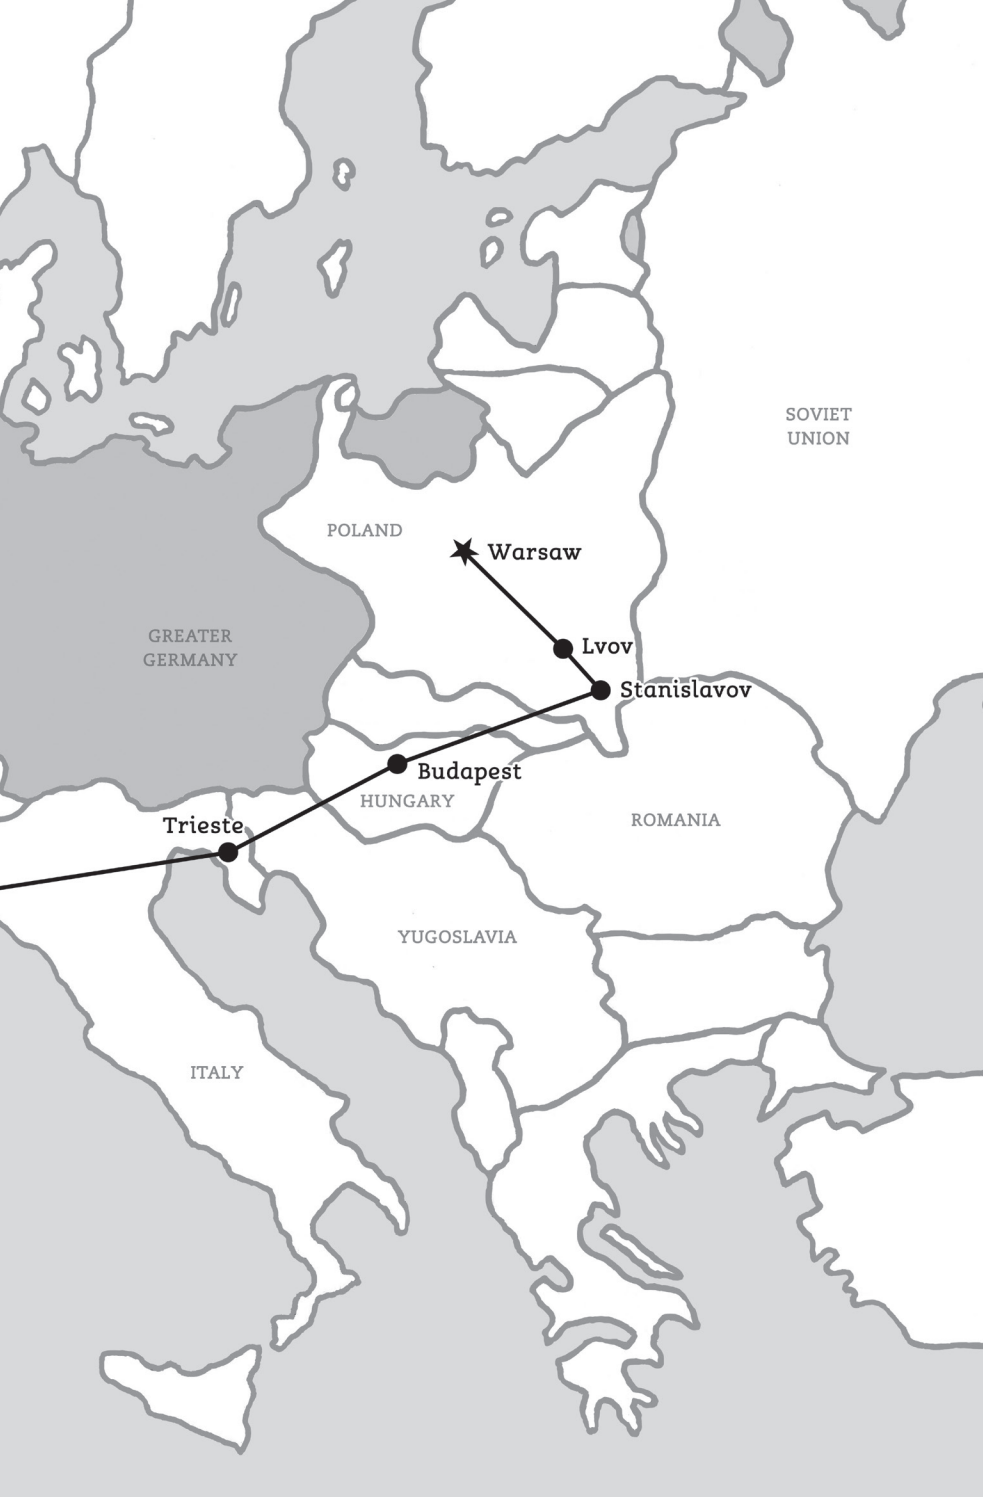 SOVIET
UNION
POLAND
Warsaw
GREATER
GERMANY
Lvov
Stanislavov
Budapest
HUNGARY
Trieste
ROMANIA
YUGOSLAVIA
ITALY